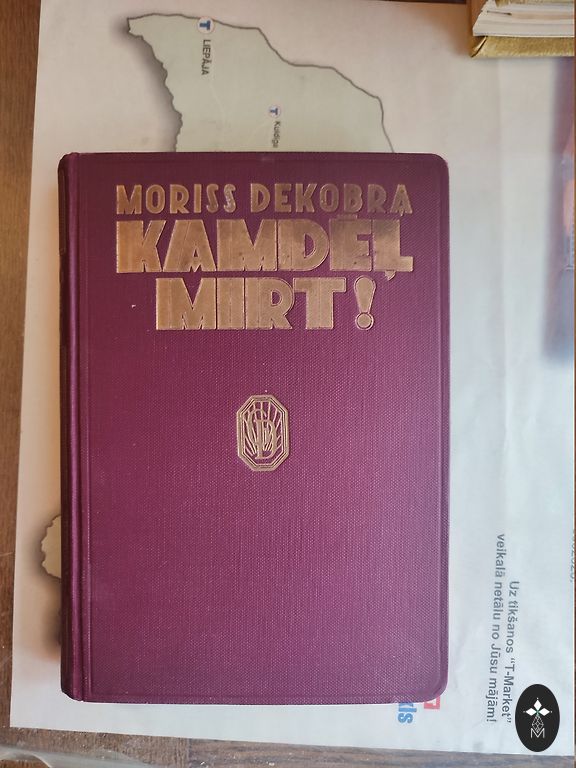 LIEPĀJA
Kuldīga
MORISS DEKOBRA
KAMDĒĻ
MIRT!
Uz tikšanos "T-Market"
veikalā netālu no Jūsu mājām!